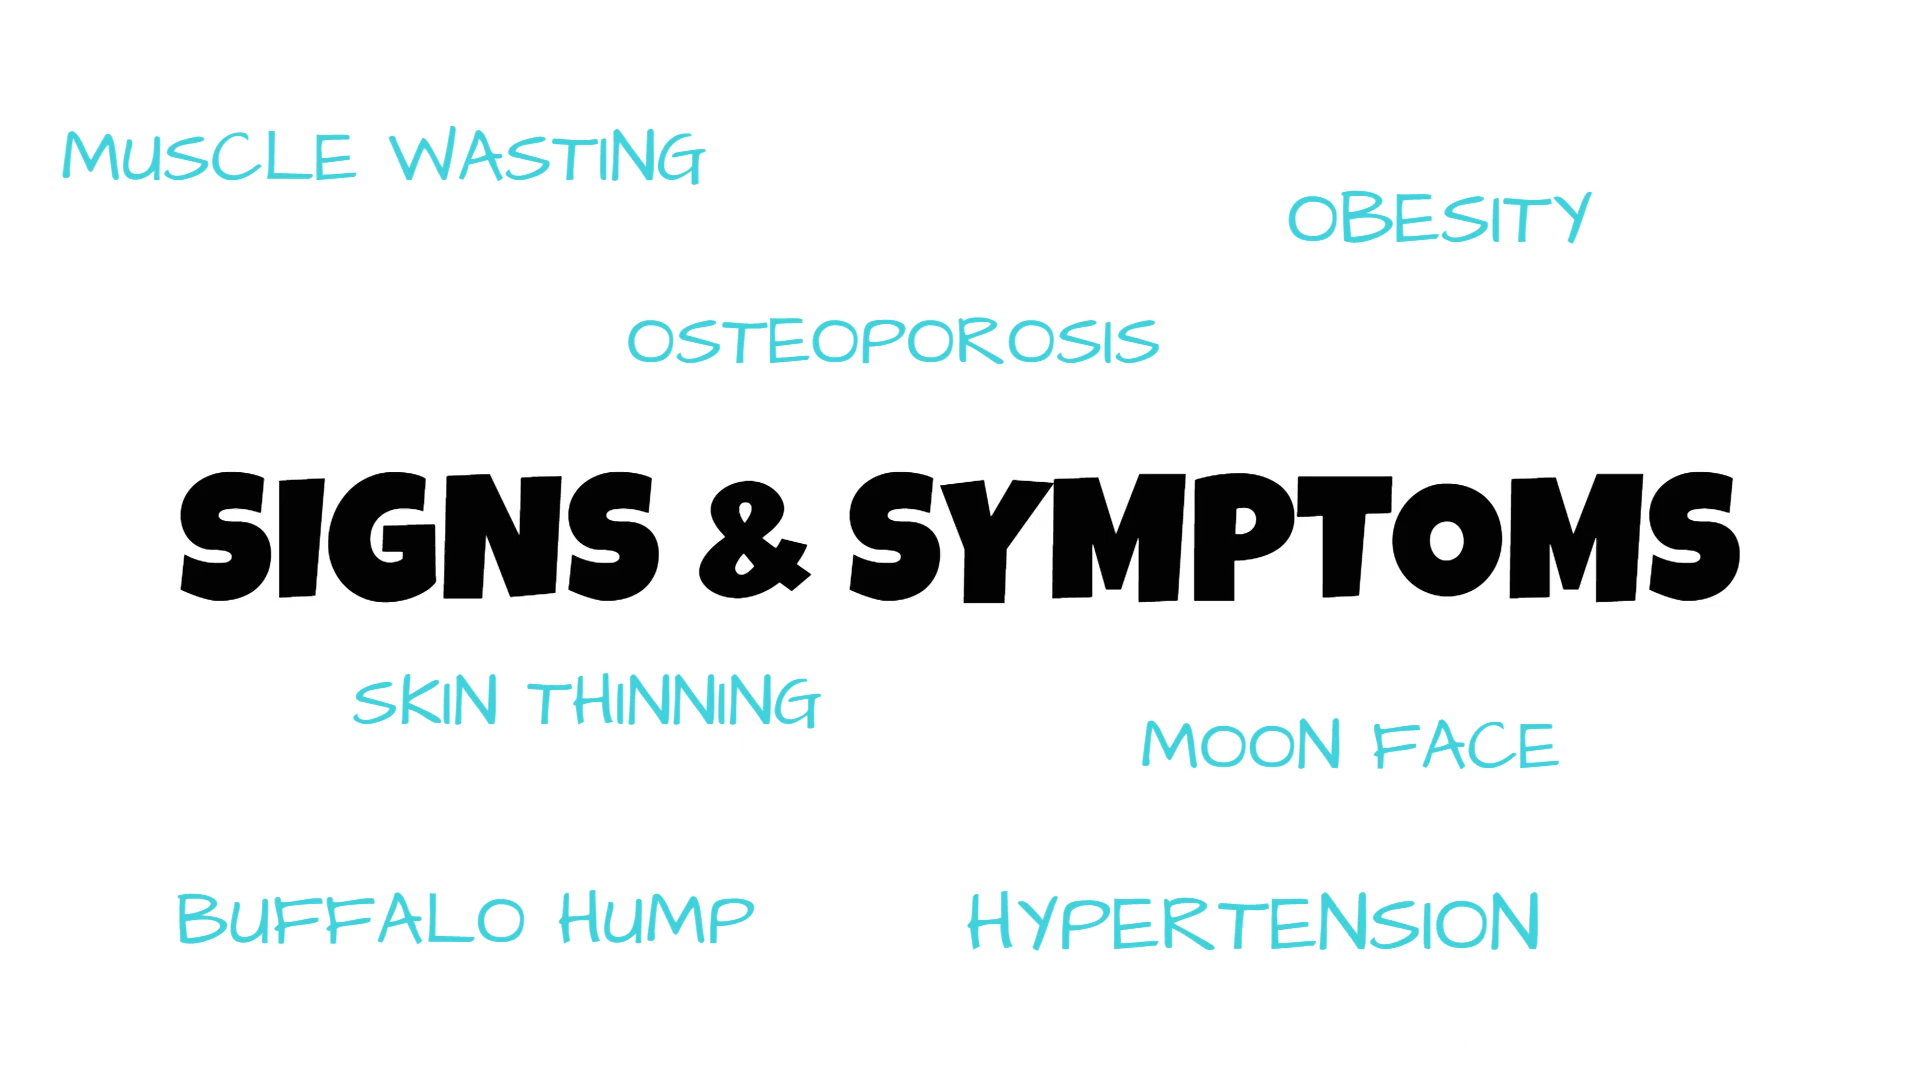 MUSCLE WASTING
OBESITY
OSTEOPOROSIS
SIGNS & SYMPTOMS
SKIN THINNING
MOON FACE
BUFFALO HUMP
HYPERTENSION